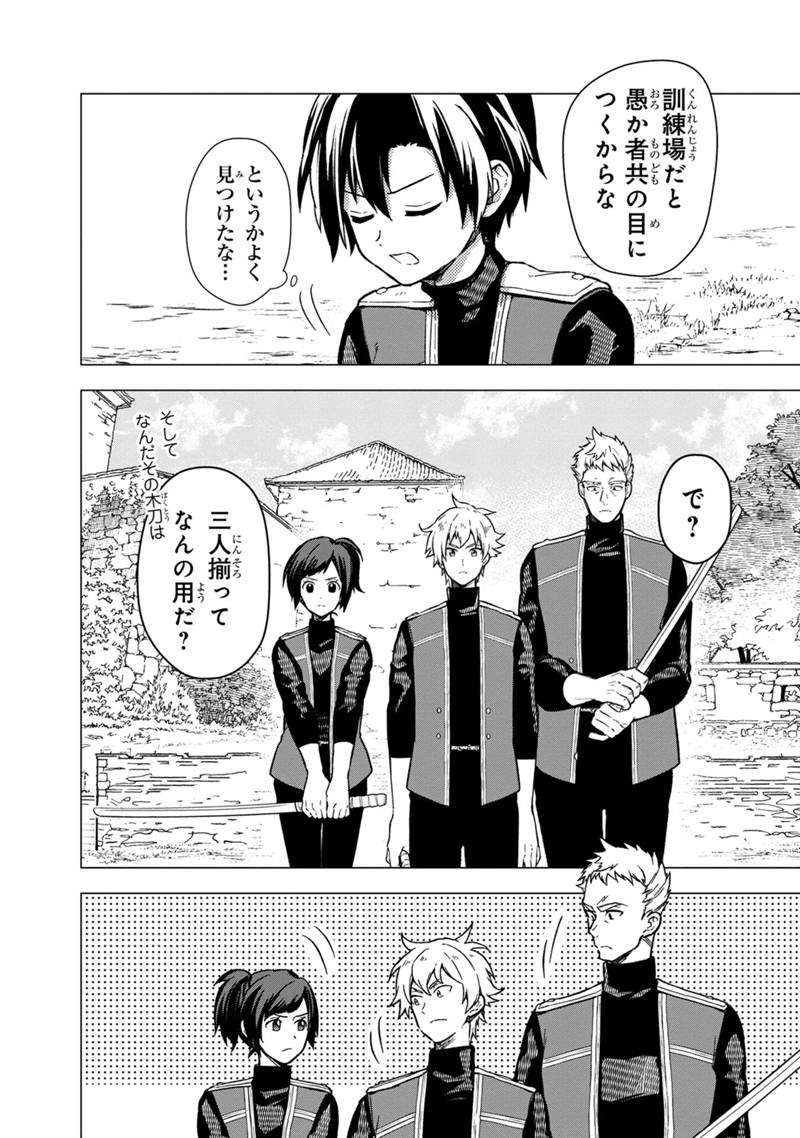 訓練場だと
愚か者共の目に
つくからな
というかよく
見つけたな…
で?
三人揃って
なんの用だ?
そして
なんだその木刀は